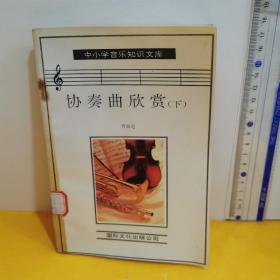 中小学音乐知识文库
协奏曲欣赏(下)
国际文化出版公司